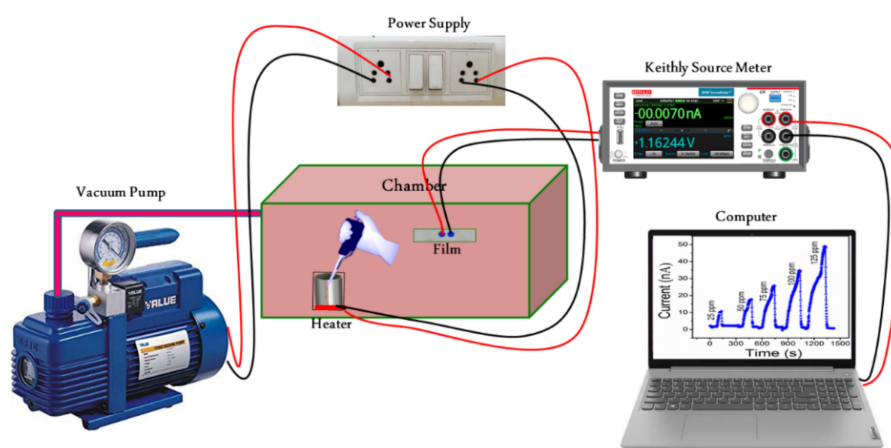 Power Supply
Keithly Source Meter
-00.0070nA
-1.16244 V
Vacuum Pump
Chamber
Film
Heater
VALUE
Computer
Current (nA)
50
40
30
20
10
0
25 ppm
50 ppm
75 ppm
100 ppm
125 ppm
0 300 600 900 1200 1500
Time (s)